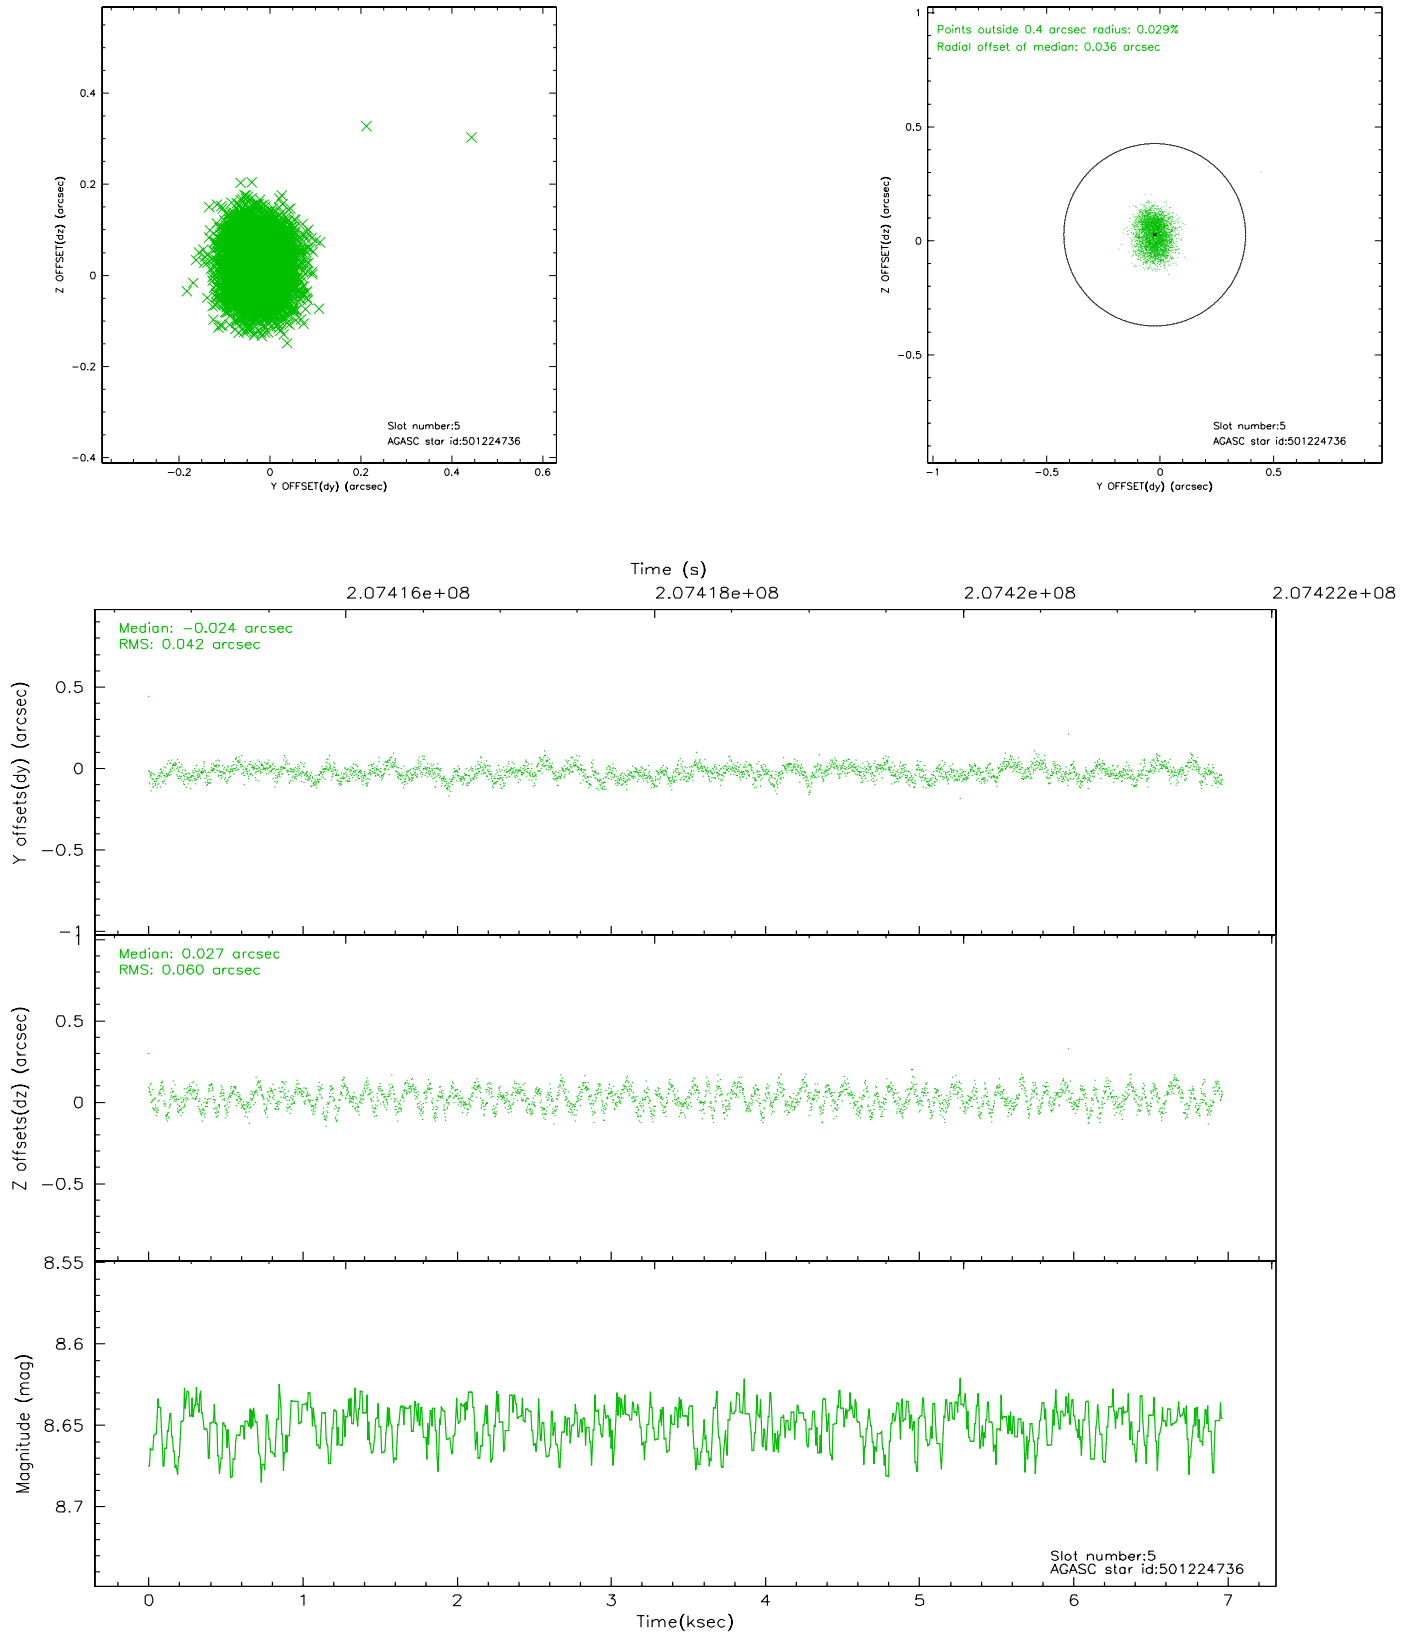 0.4
0.2
0
−0.2
−0.4
Z OFFSET(dz) (arcsec)
Slot number:5
AGASC star id:501224736
−0.2 0 0.2 0.4 0.6
Y OFFSET(dy) (arcsec)
Points outside 0.4 arcsec radius: 0.029%
Radial offset of median: 0.036 arcsec
1
0.5
0
−0.5
Z OFFSET(dz) (arcsec)
Slot number:5
AGASC star id:501224736
−1 −0.5 0 0.5
Y OFFSET(dy) (arcsec)
Time (s)
2.07416e+08 2.07418e+08 2.0742e+08 2.07422e+08
Median: −0.024 arcsec
RMS: 0.042 arcsec
0.5
0
−0.5
−1
Y offsets(dy) (arcsec)
Median: 0.027 arcsec
RMS: 0.060 arcsec
1
0.5
0
−0.5
Z offsets(dz) (arcsec)
8.55
8.6
8.65
8.7
Magnitude (mag)
Slot number:5
AGASC star id:501224736
0 1 2 3 4 5 6 7
Time(ksec)